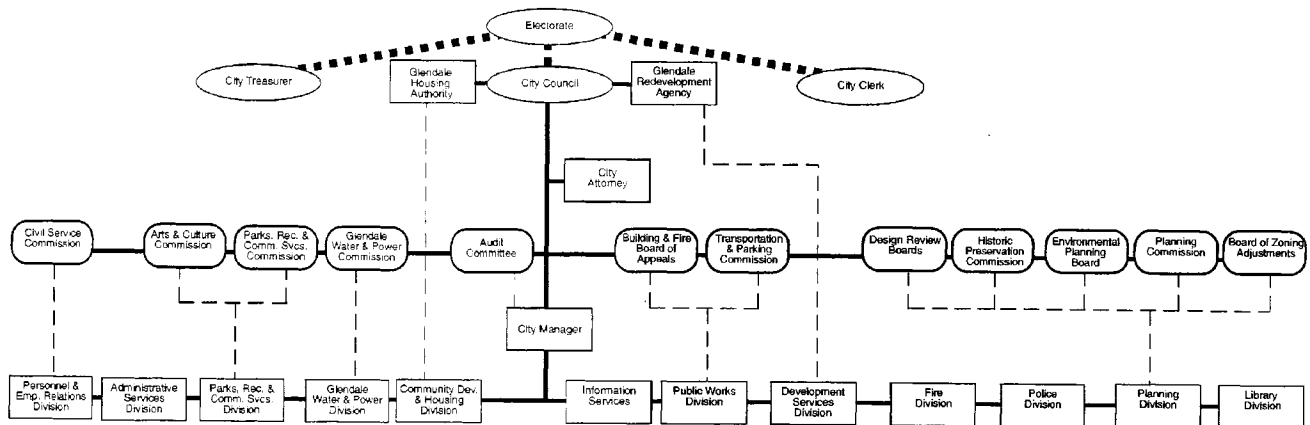 Electorate
City Treasurer
Glendale
Housing
Authority
City Council
Glendale
Redevelopment
Agency
City Clerk
City
Attorney
Civil Service
Commission
Arts & Culture
Commission
Parks. Rec. &
Comm. Svcs.
Commission
Glendale
Water & Power
Commission
Audit
Committee
Building & Fire
Board of
Appeals
Transportation
& Parking
Commission
Design Review
Boards
Historic
Preservation
Commission
Environmental
Planning
Board
Planning
Commission
Board of Zoning
Adjustments
City Manager
Personnel &
Emp. Relations
Division
Administrative
Services
Division
Parks. Rec. &
Comm. Svcs.
Division
Glendale
Water & Power
Division
Community Dev.
& Housing
Division
Information
Services
Public Works
Division
Development
Services
Division
Fire
Division
Police
Division
Planning
Division
Library
Division